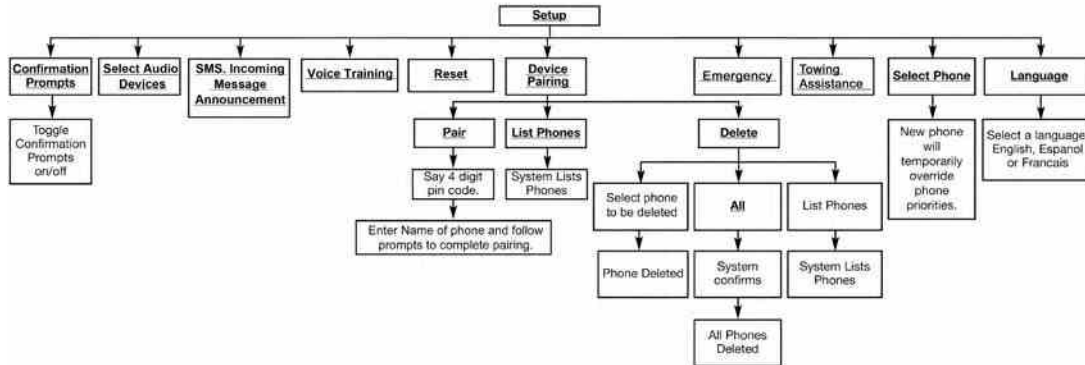 Setup
Confirmation
Prompts
Select Audio
Devices
SMS. Incoming
Message
Announcement
Voice Training
Reset
Device
Pairing
Emergency
Towing
Assistance
Select Phone
Language
Toggle
Confirmation
Prompts
on/off
Pair
List Phones
Delete
New phone
will
temporarily
override
phone
priorities.
Select a language
English, Espanol
or Francais
Say 4 digit
pin code.
System Lists
Phones
Enter Name of phone and follow
prompts to complete pairing.
Select phone
to be deleted
All
List Phones
Phone Deleted
System
confirms
System Lists
Phones
All Phones
Deleted